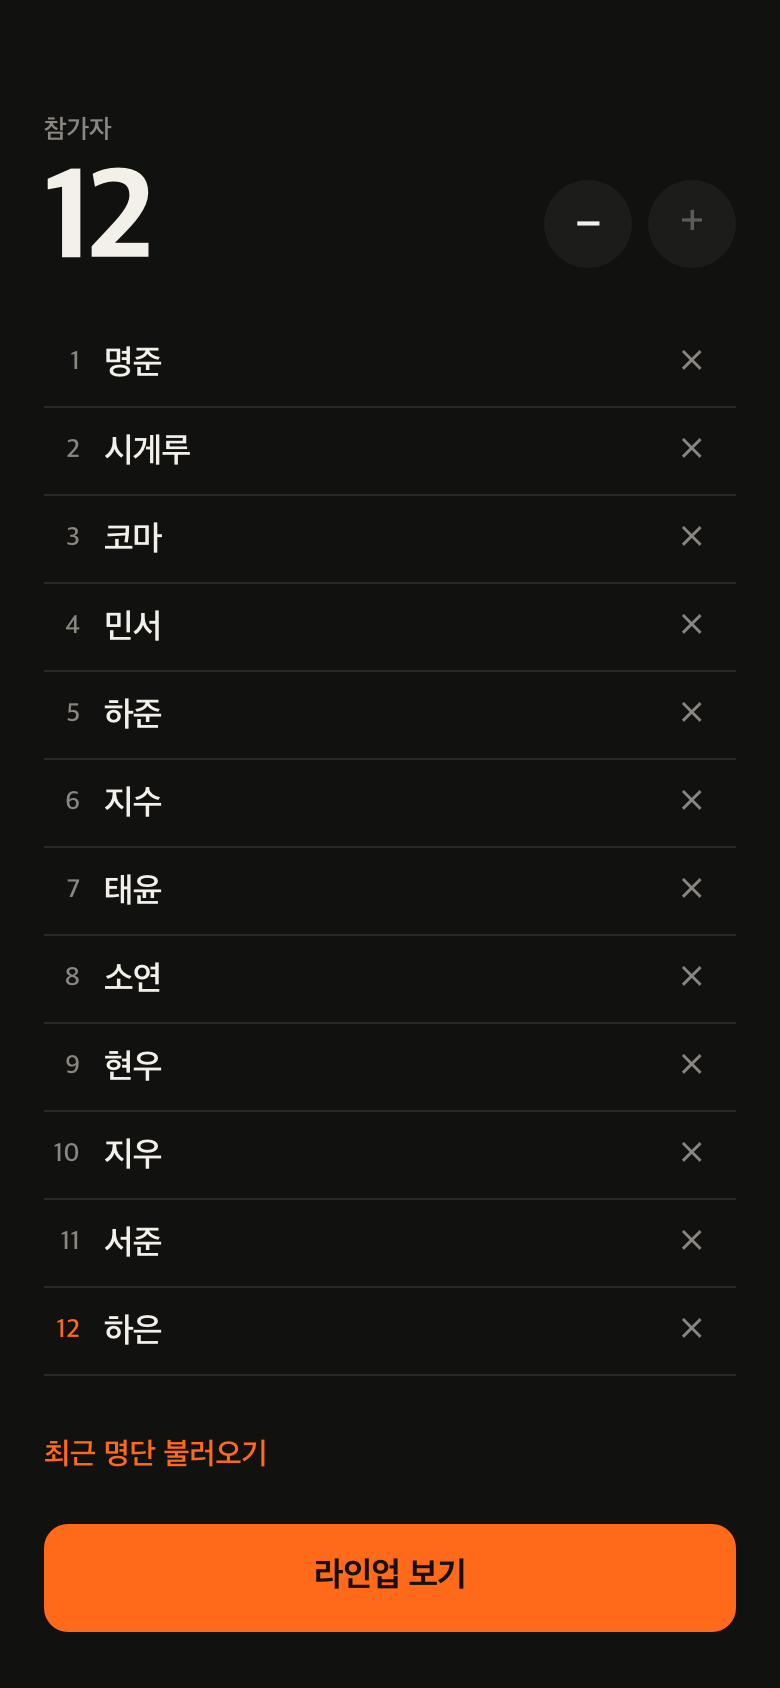 참가자
12
− +
1 명준 ×
2 시게루 ×
3 코마 ×
4 민서 ×
5 하준 ×
6 지수 ×
7 태윤 ×
8 소연 ×
9 현우 ×
10 지우 ×
11 서준 ×
12 하은 ×
최근 명단 불러오기
라인업 보기